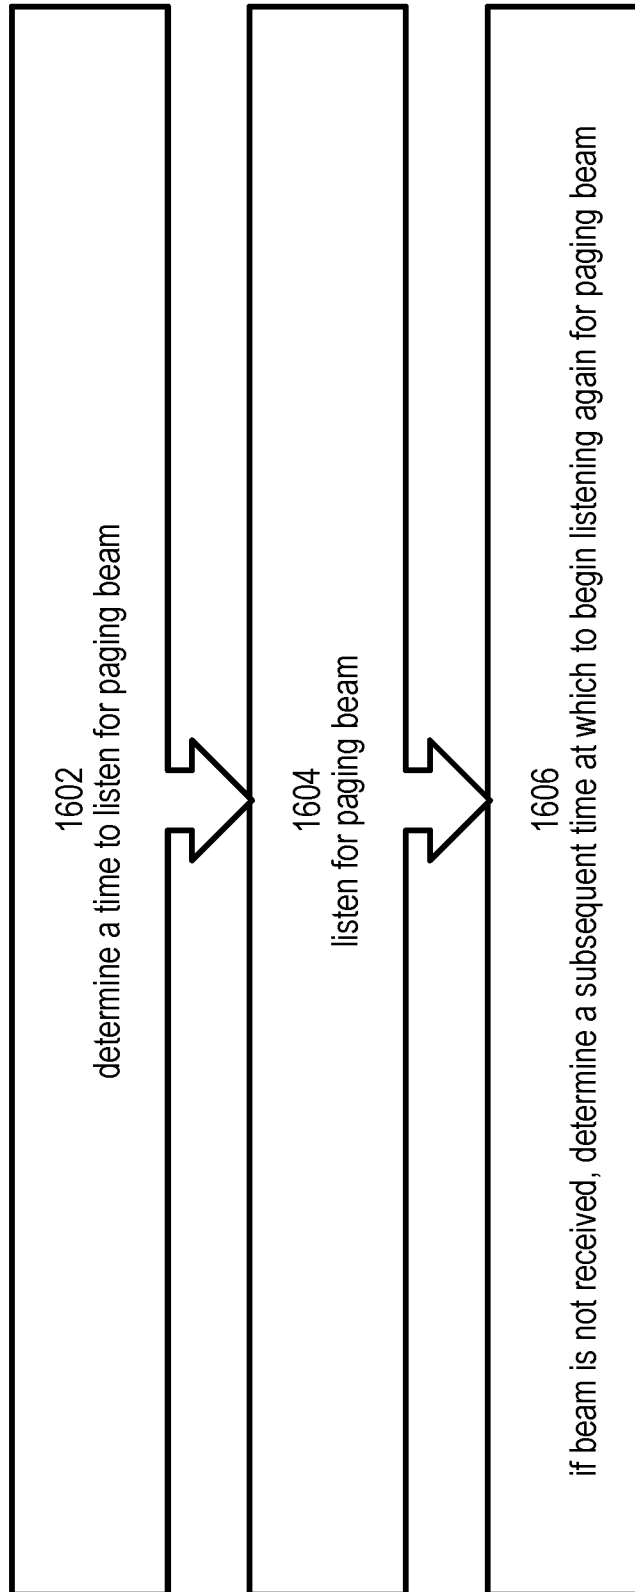 1602
determine a time to listen for paging beam
1604
listen for paging beam
1606
if beam is not received, determine a subsequent time at which to begin listening again for paging beam